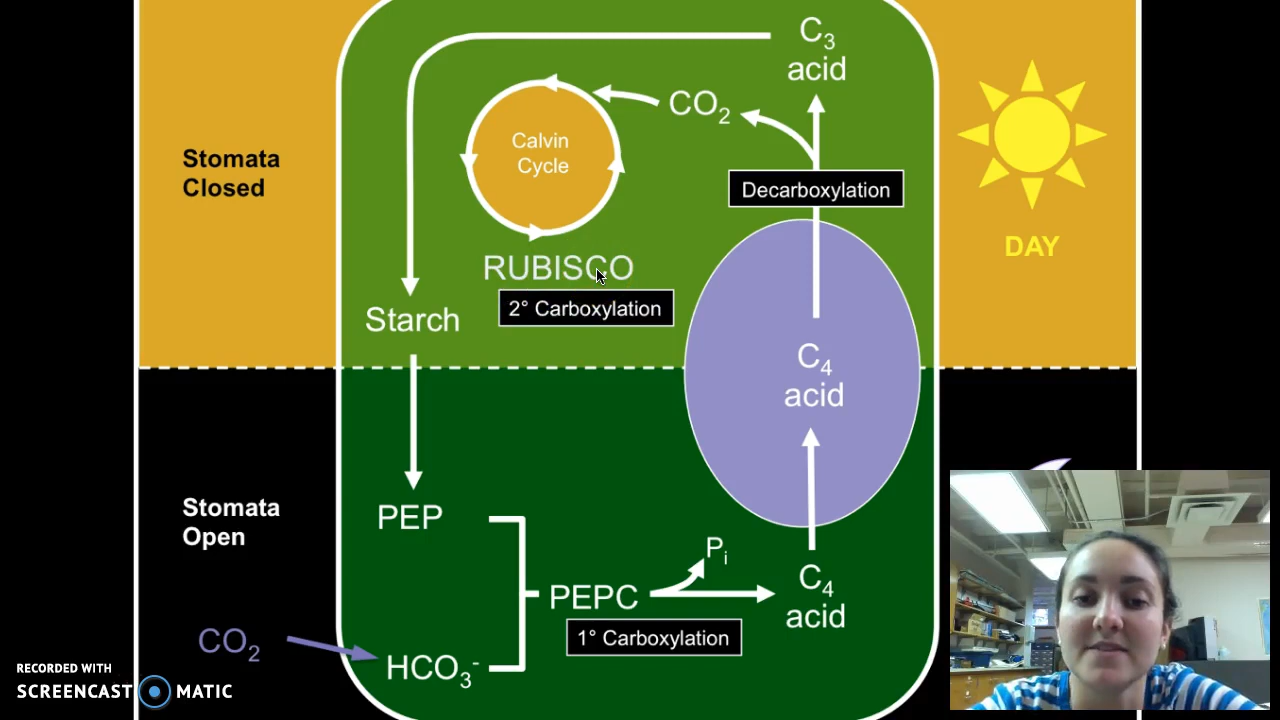 C3
acid
CO2
Calvin
Cycle
Stomata
Closed
Decarboxylation
DAY
RUBISCO
2° Carboxylation
Starch
C4
acid
Stomata
Open
PEP
Pi
C4
acid
PEPC
1° Carboxylation
CO2
HCO3-
RECORDED WITH
SCREENCAST MATIC